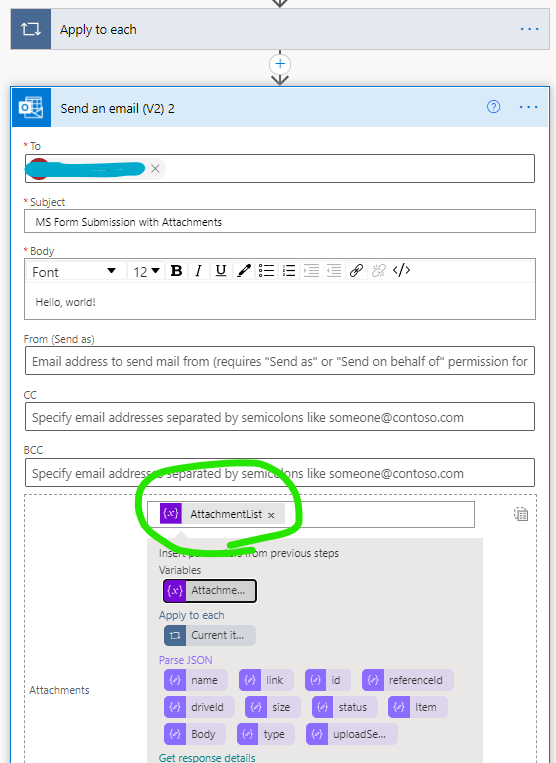 Apply to each
Send an email (V2) 2
* To
* Subject
MS Form Submission with Attachments
* Body
Font 12 B I U </>
Hello, world!
From (Send as)
Email address to send mail from (requires "Send as" or "Send on behalf of" permission for
CC
Specify email addresses separated by semicolons like someone@contoso.com
BCC
Specify email addresses separated by semicolons like someone@contoso.com
{x} AttachmentList ×
Insert parameters from previous steps
Variables
{x} Attachme...
Apply to each
Current it...
Parse JSON
name link id referenceId
driveId size status Item
Attachments
Body type uploadSe...
Get response details